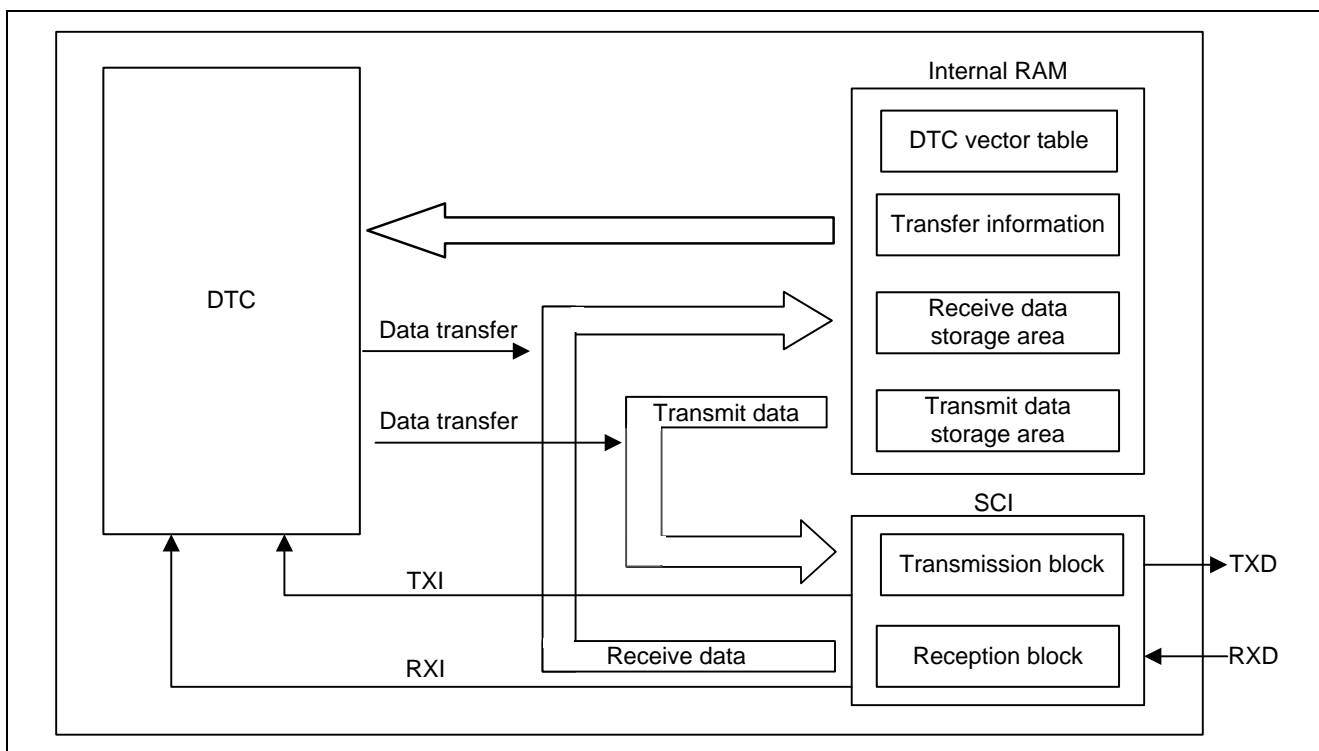 Internal RAM
DTC vector table
Transfer information
DTC
Receive data
storage area
Data transfer
Transmit data
Transmit data
storage area
Data transfer
SCI
Transmission block
TXD
TXI
Receive data
Reception block
RXD
RXI